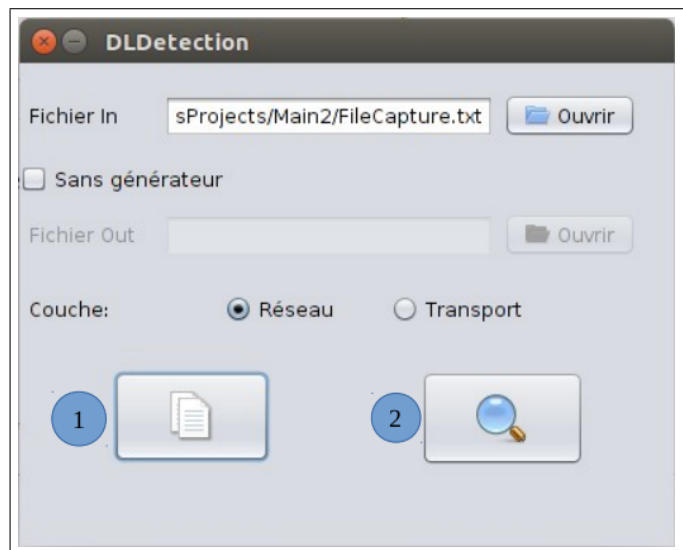 DLDetection
Fichier In sProjects/Main2/FileCapture.txt Ouvrir
Sans générateur
Fichier Out Ouvrir
Couche: Réseau Transport
1 2